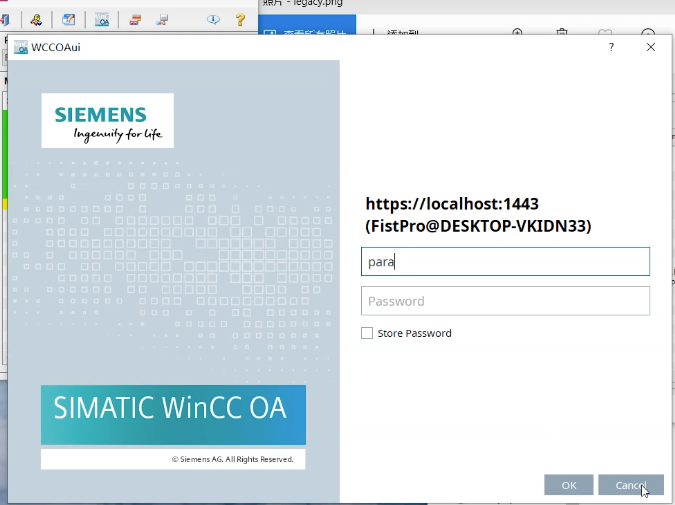 照片 - legacy.png
查看所有照片
添加到
WCCOAui
SIEMENS
Ingenuity for life
https://localhost:1443
(FistPro@DESKTOP-VKIDN33)
para
Password
Store Password
SIMATIC WinCC OA
© Siemens AG. All Rights Reserved.
OK
Cancel